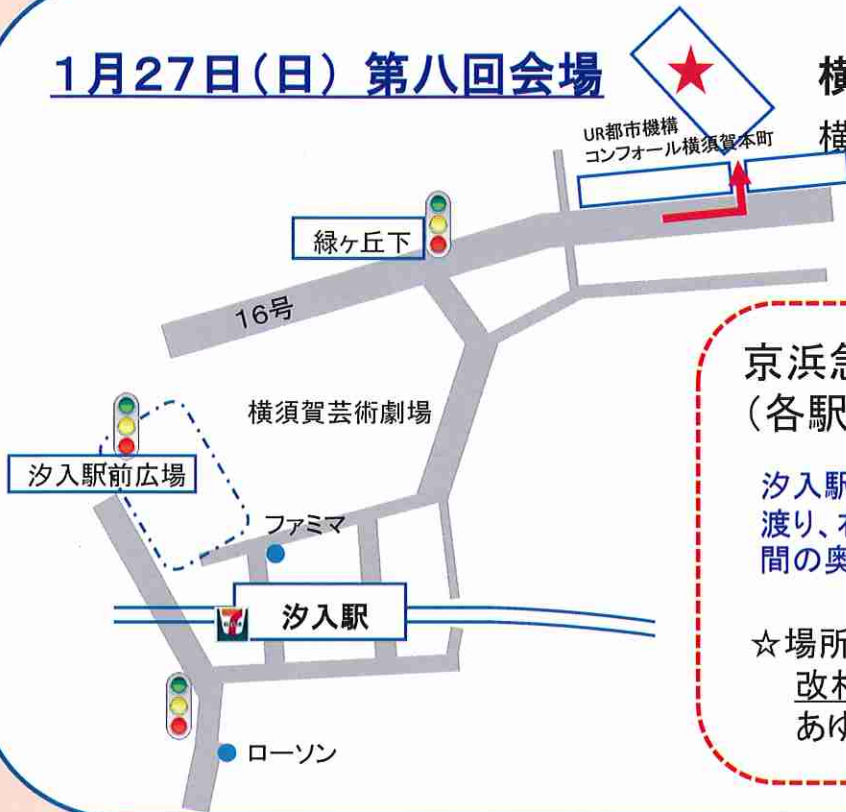 1月27日(日) 第八回会場
横
横
UR都市機構
コンフォール横須賀本町
緑ヶ丘下
16号
横須賀芸術劇場
汐入駅前広場
ファミマ
汐入駅
ローソン
京浜急
(各駅
汐入駅
渡り、右
間の奥
☆場所
改札
あゆ